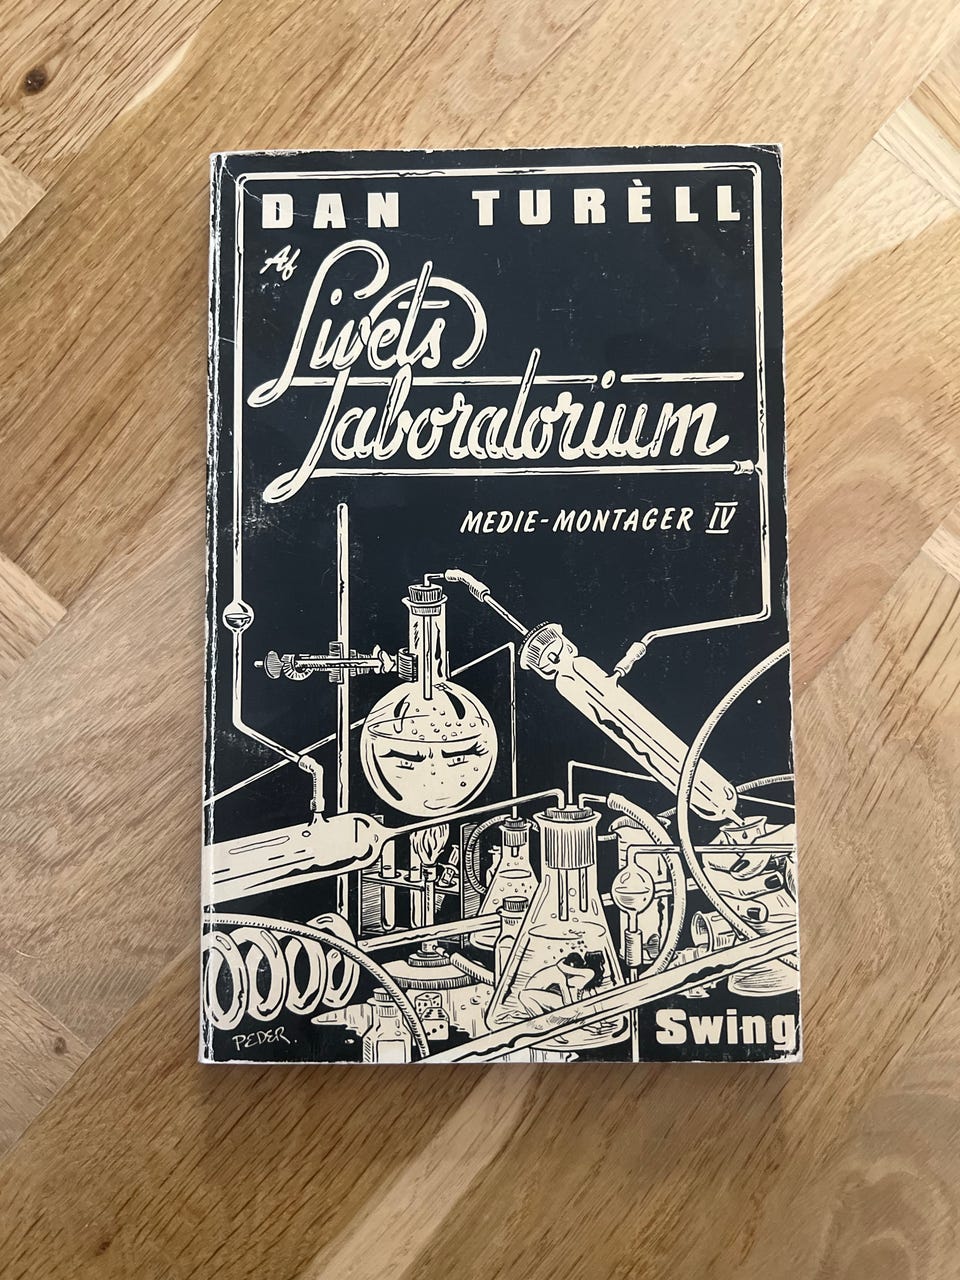 DAN TURÈLL
Af
Livets
Laboratorium
MEDIE-MONTAGER IV
Swing
PEDER.